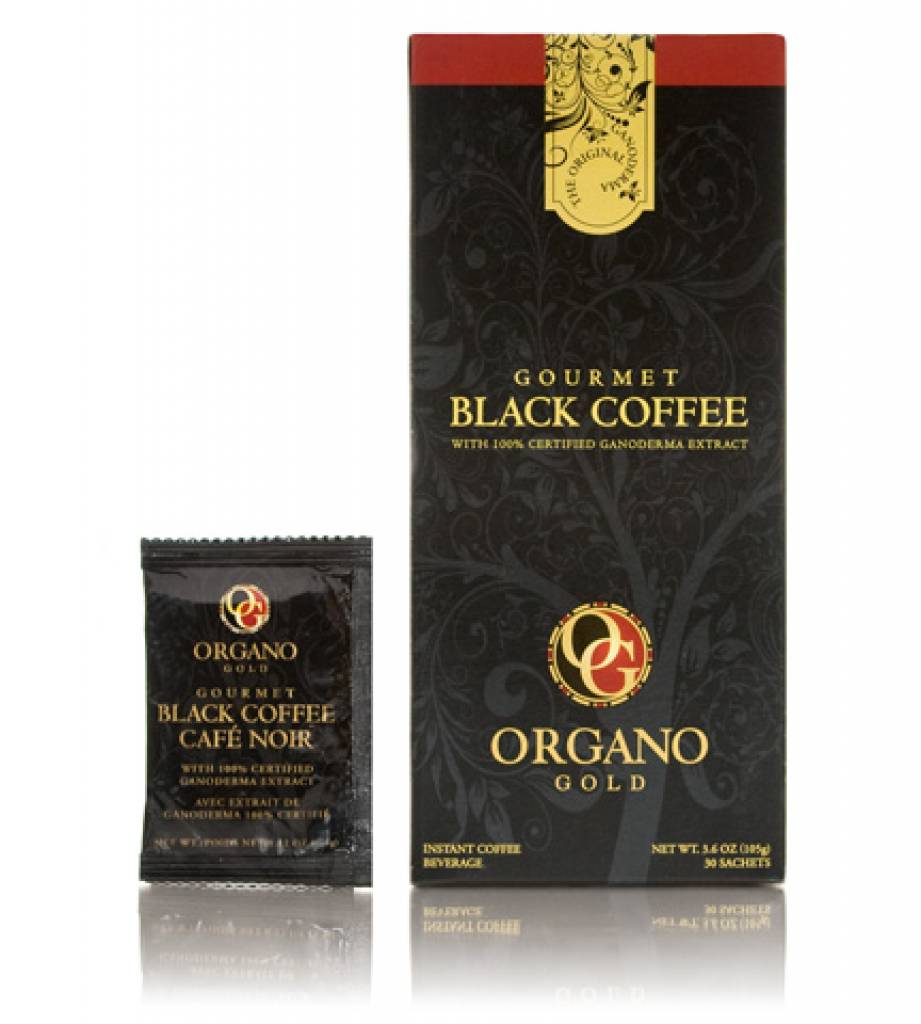 THE ORIGINAL GANODERMA
GOURMET
BLACK COFFEE
WITH 100% CERTIFIED GANODERMA EXTRACT
OG
ORGANO
GOLD
INSTANT COFFEE
BEVERAGE
NET WT. 3.6 OZ (105g)
30 SACHETS
OG
ORGANO
GOLD
GOURMET
BLACK COFFEE
CAFÉ NOIR
WITH 100% CERTIFIED
GANODERMA EXTRACT
AVEC EXTRAIT DE
GANODERMA 100% CERTIFIÉ
NET WT.